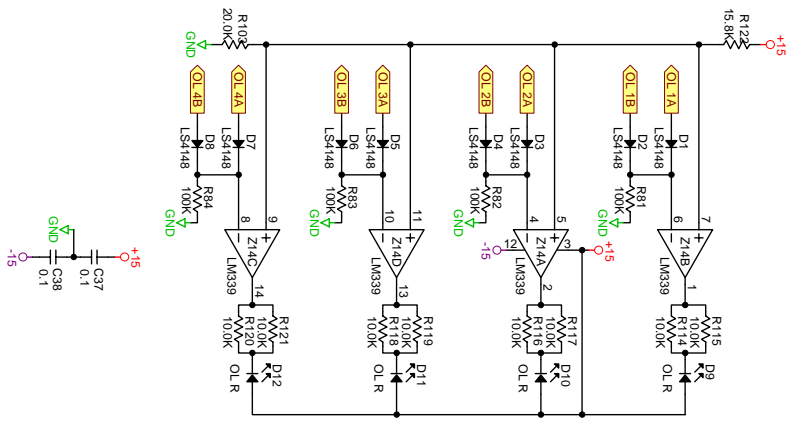 R103
20.0K
GND
R122
15.8K
+15
OL 4B
OL 4A
OL 3B
OL 3A
OL 2B
OL 2A
OL 1B
OL 1A
D8
LS4148
D7
LS4148
D6
LS4148
D5
LS4148
D4
LS4148
D3
LS4148
D2
LS4148
D1
LS4148
R84
100K
GND
R83
100K
GND
R82
100K
GND
R81
100K
GND
8
9
10
11
4
5
6
7
Z14C
LM339
14
Z14D
LM339
13
Z14A
LM339
12
3
2
-15
+15
Z14B
LM339
1
R121
10.0K
R120
10.0K
R119
10.0K
R118
10.0K
R117
10.0K
R116
10.0K
R115
10.0K
R114
10.0K
D12
OL R
D11
OL R
D10
OL R
D9
OL R
GND
-15
C38
0.1
C37
0.1
+15